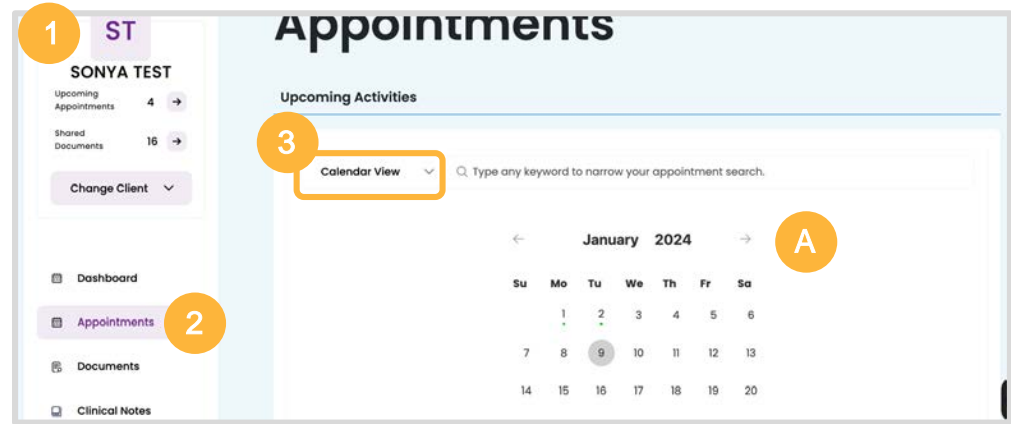 1
ST
SONYA TEST
Upcoming Appointments 4 →
Shared Documents 16 →
Change Client
Dashboard
Appointments 2
Documents
Clinical Notes
Appointments
Upcoming Activities
3
Calendar View
Type any keyword to narrow your appointment search.
← January 2024 → A
Su Mo Tu We Th Fr Sa
1 2 3 4 5 6
7 8 9 10 11 12 13
14 15 16 17 18 19 20